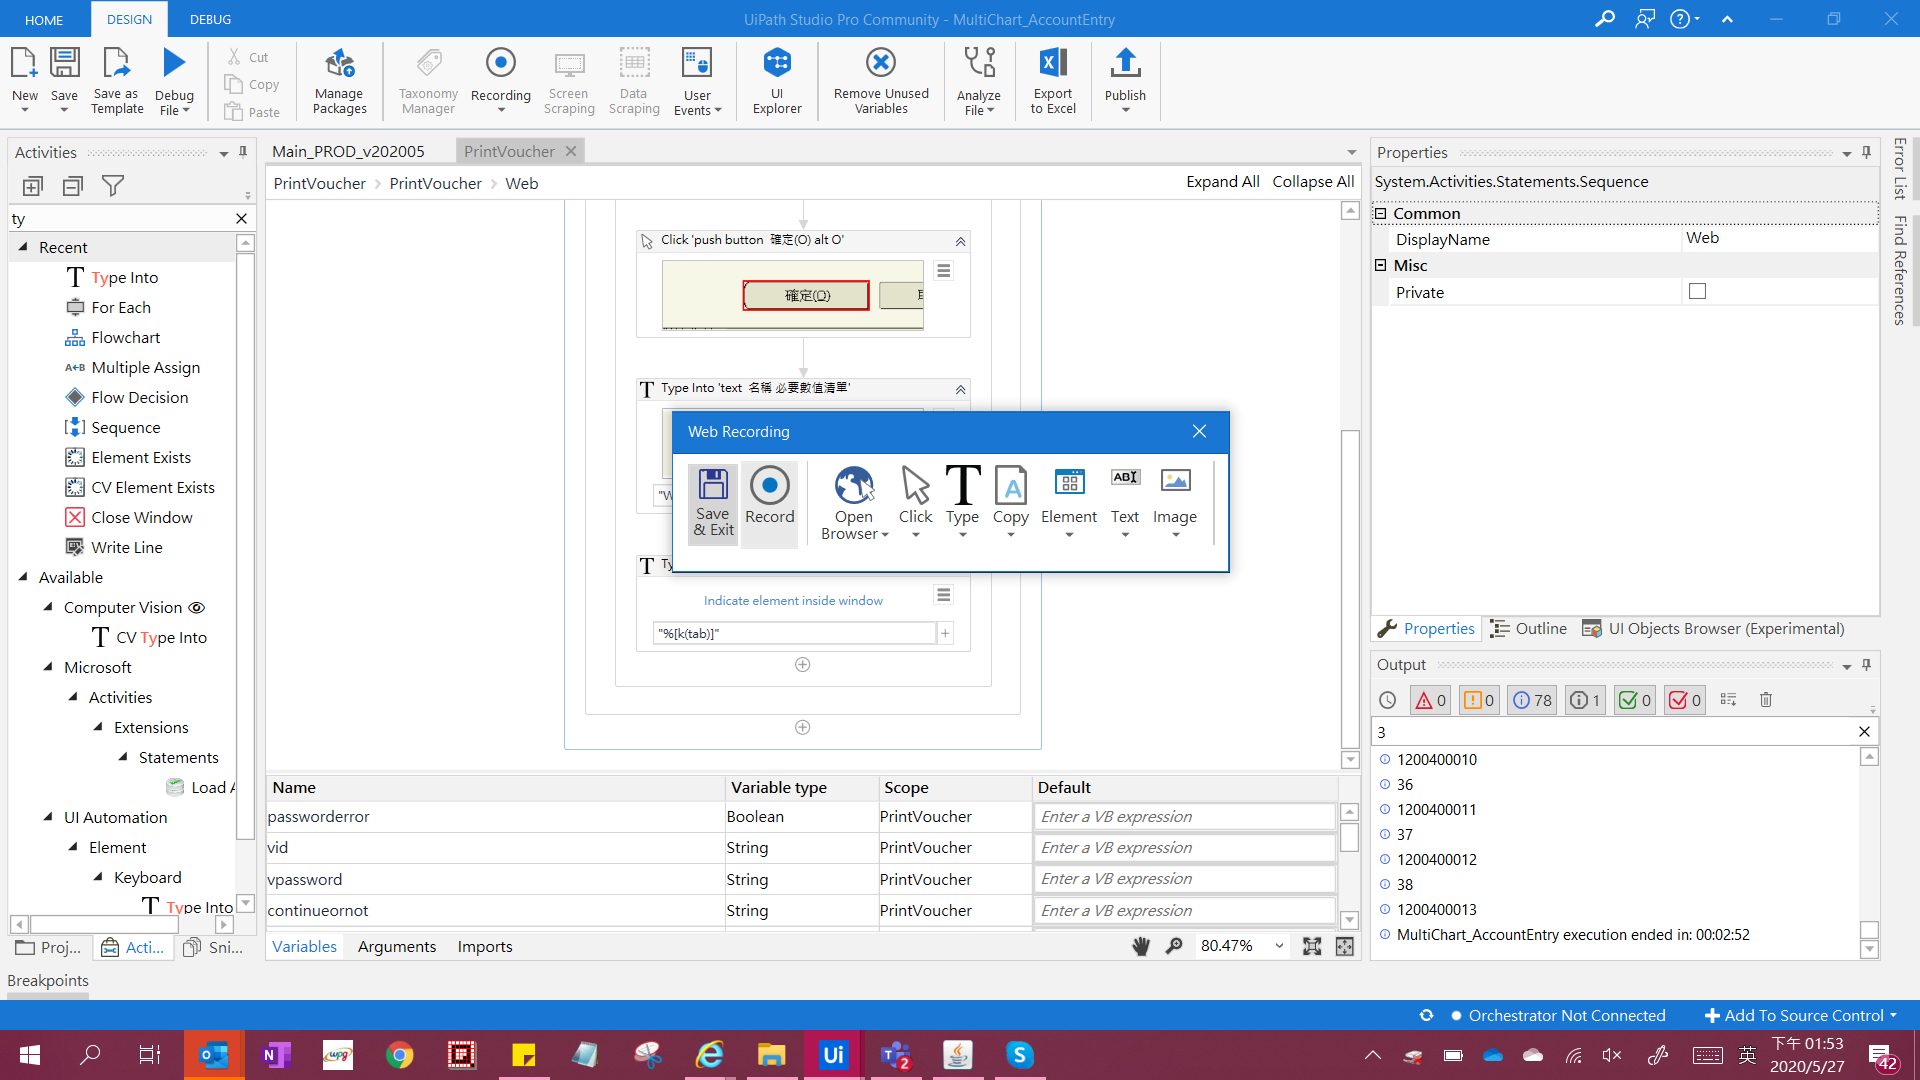 HOME
DESIGN
DEBUG
UiPath Studio Pro Community - MultiChart_AccountEntry
New
Save
Save as Template
Debug File
Cut
Copy
Paste
Manage Packages
Taxonomy Manager
Recording
Screen Scraping
Data Scraping
User Events
UI Explorer
Remove Unused Variables
Analyze File
Export to Excel
Publish
Activities
ty
Recent
Type Into
For Each
Flowchart
A+B Multiple Assign
Flow Decision
Sequence
Element Exists
CV Element Exists
Close Window
Write Line
Available
Computer Vision
CV Type Into
Microsoft
Activities
Extensions
Statements
Load
UI Automation
Element
Keyboard
Type Into
Proj...
Acti...
Sni...
Breakpoints
Main_PROD_v202005
PrintVoucher
PrintVoucher > PrintVoucher > Web
Expand All
Collapse All
Click 'push button 確定(O) alt O'
確定(O)
Type Into 'text 名稱 必要數值清單'
"W
Web Recording
Save & Exit
Record
Open Browser
Click
Type
Copy
Element
Text
Image
Ty
Indicate element inside window
"%[k(tab)]"
Name Variable type Scope Default
passworderror Boolean PrintVoucher Enter a VB expression
vid String PrintVoucher Enter a VB expression
vpassword String PrintVoucher Enter a VB expression
continueornot String PrintVoucher Enter a VB expression
Variables Arguments Imports
80.47%
Properties
System.Activities.Statements.Sequence
Common
DisplayName Web
Misc
Private
Properties
Outline
UI Objects Browser (Experimental)
Error List
Find References
Output
0
0
78
1
0
0
3
1200400010
36
1200400011
37
1200400012
38
1200400013
MultiChart_AccountEntry execution ended in: 00:02:52
Orchestrator Not Connected
Add To Source Control
wpg
Ui
2
英
下午 01:53
2020/5/27
42